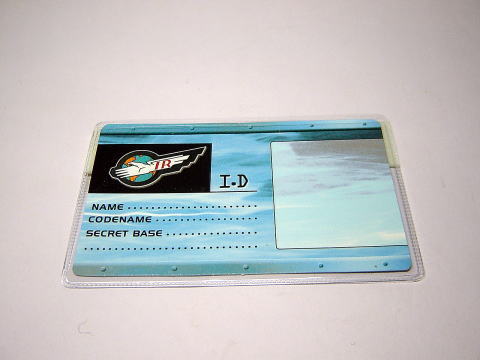 IR
I.D
NAME ....................
CODENAME ................
SECRET BASE ..............
..........................